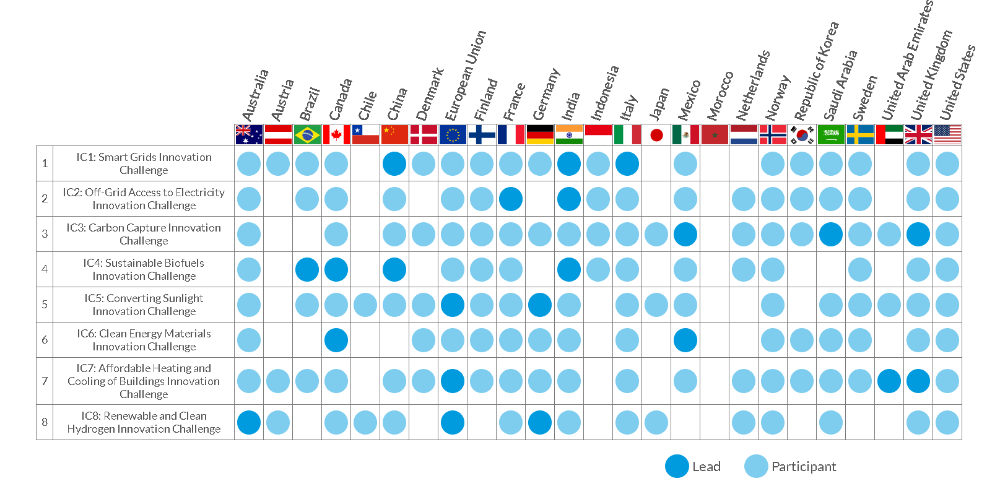 Australia
Austria
Brazil
Canada
Chile
China
Denmark
European Union
Finland
France
Germany
India
Indonesia
Italy
Japan
Mexico
Morocco
Netherlands
Norway
Republic of Korea
Saudi Arabia
Sweden
United Arab Emirates
United Kingdom
United States
1
IC1: Smart Grids Innovation
Challenge
2
IC2: Off-Grid Access to Electricity
Innovation Challenge
3
IC3: Carbon Capture Innovation
Challenge
4
IC4: Sustainable Biofuels
Innovation Challenge
5
IC5: Converting Sunlight
Innovation Challenge
6
IC6: Clean Energy Materials
Innovation Challenge
7
IC7: Affordable Heating and
Cooling of Buildings Innovation
Challenge
8
IC8: Renewable and Clean
Hydrogen Innovation Challenge
Lead
Participant